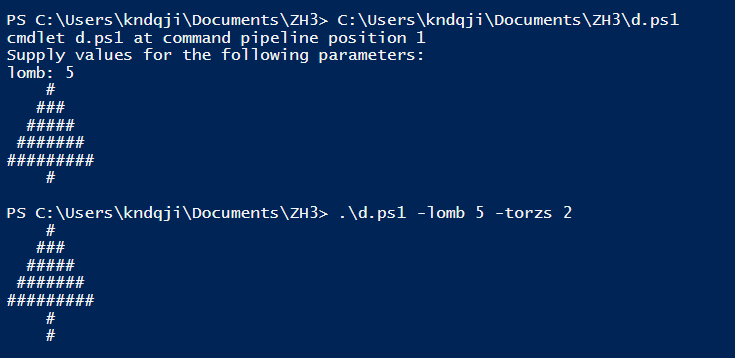 PS C:\Users\kndqji\Documents\ZH3> C:\Users\kndqji\Documents\ZH3\d.ps1
cmdlet d.ps1 at command pipeline position 1
Supply values for the following parameters:
lomb: 5
    #
   ###
  #####
 #######
#########
    #
PS C:\Users\kndqji\Documents\ZH3> .\d.ps1 -lomb 5 -torzs 2
    #
   ###
  #####
 #######
#########
    #
    #